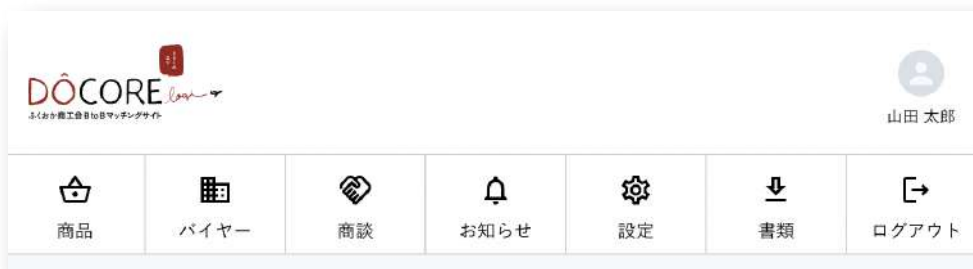 DÔCORE
ふくおか商工会BtoBマッチングサイト
山田 太郎
商品
バイヤー
商談
お知らせ
設定
書類
ログアウト